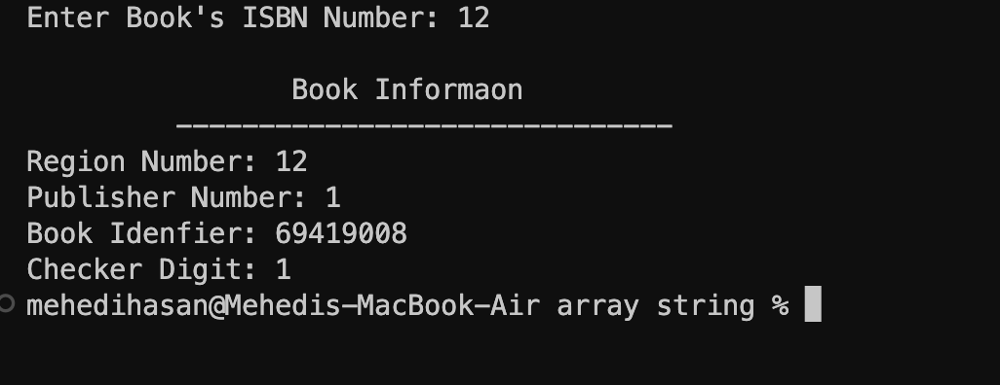 Enter Book's ISBN Number: 12
Book Informaon
------------------------------
Region Number: 12
Publisher Number: 1
Book Idenfier: 69419008
Checker Digit: 1
mehedihasan@Mehedis-MacBook-Air array string %